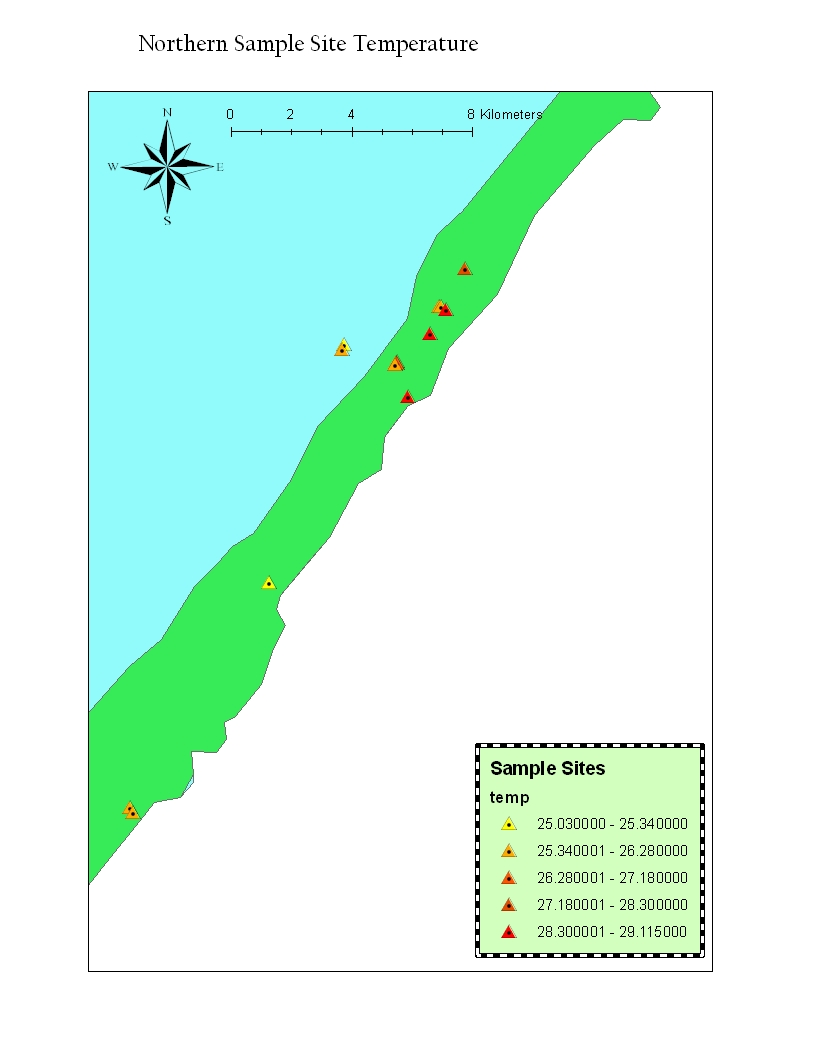 Northern Sample Site Temperature
N
0 2 4 8 Kilometers
W E
S
Sample Sites
temp
25.030000 - 25.340000
25.340001 - 26.280000
26.280001 - 27.180000
27.180001 - 28.300000
28.300001 - 29.115000